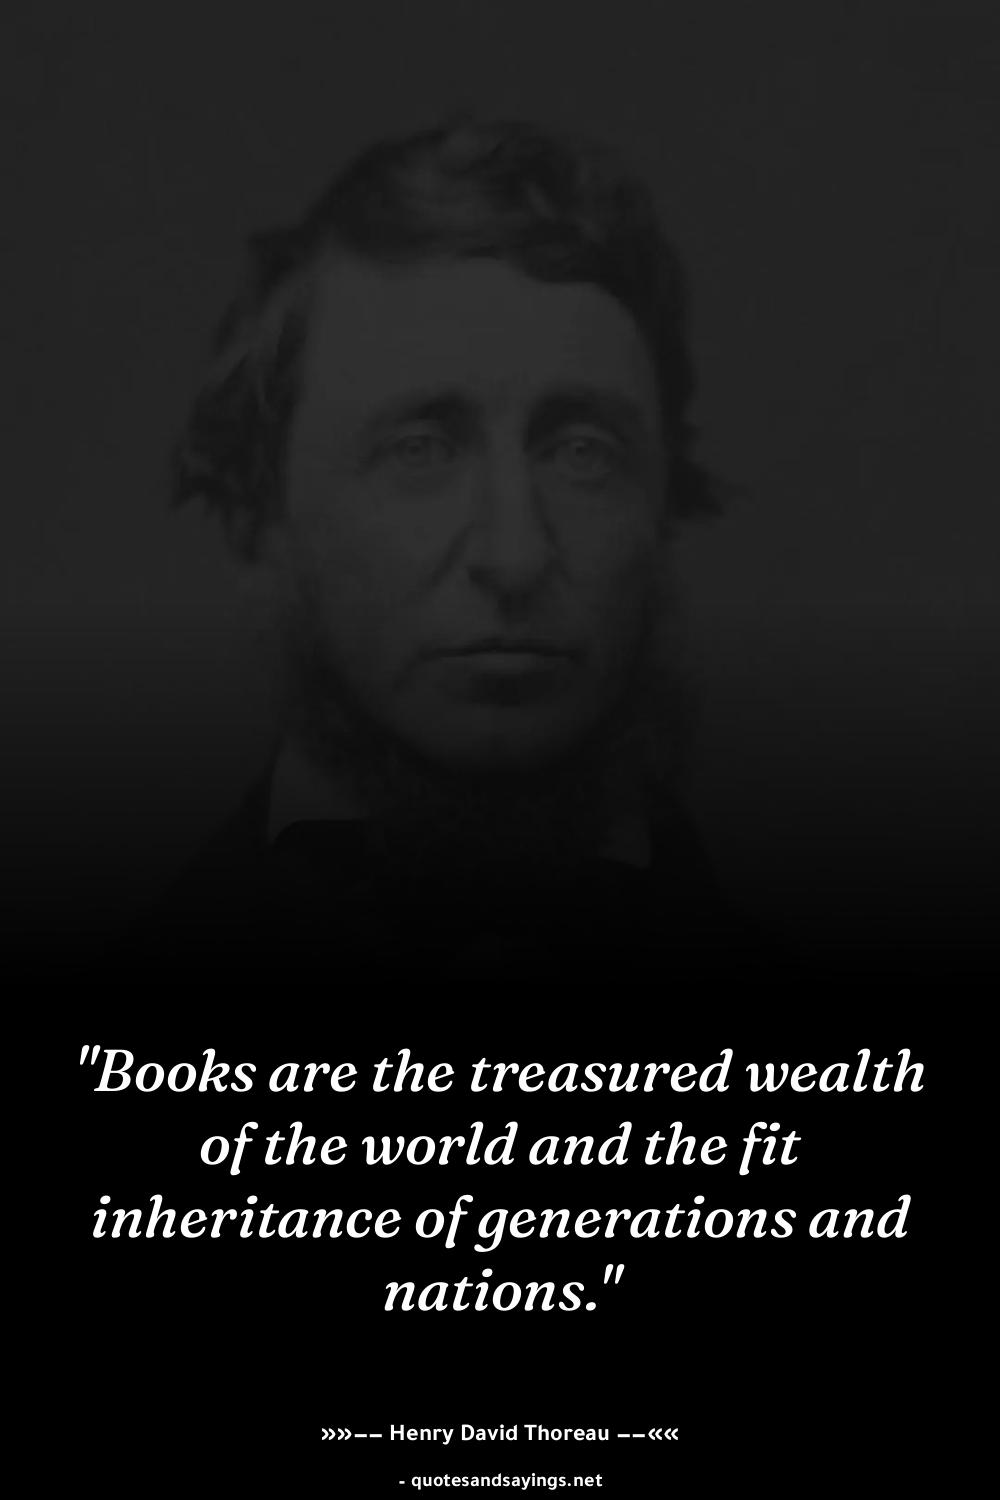 "Books are the treasured wealth
of the world and the fit
inheritance of generations and
nations."
»»–– Henry David Thoreau ––««
- quotesandsayings.net